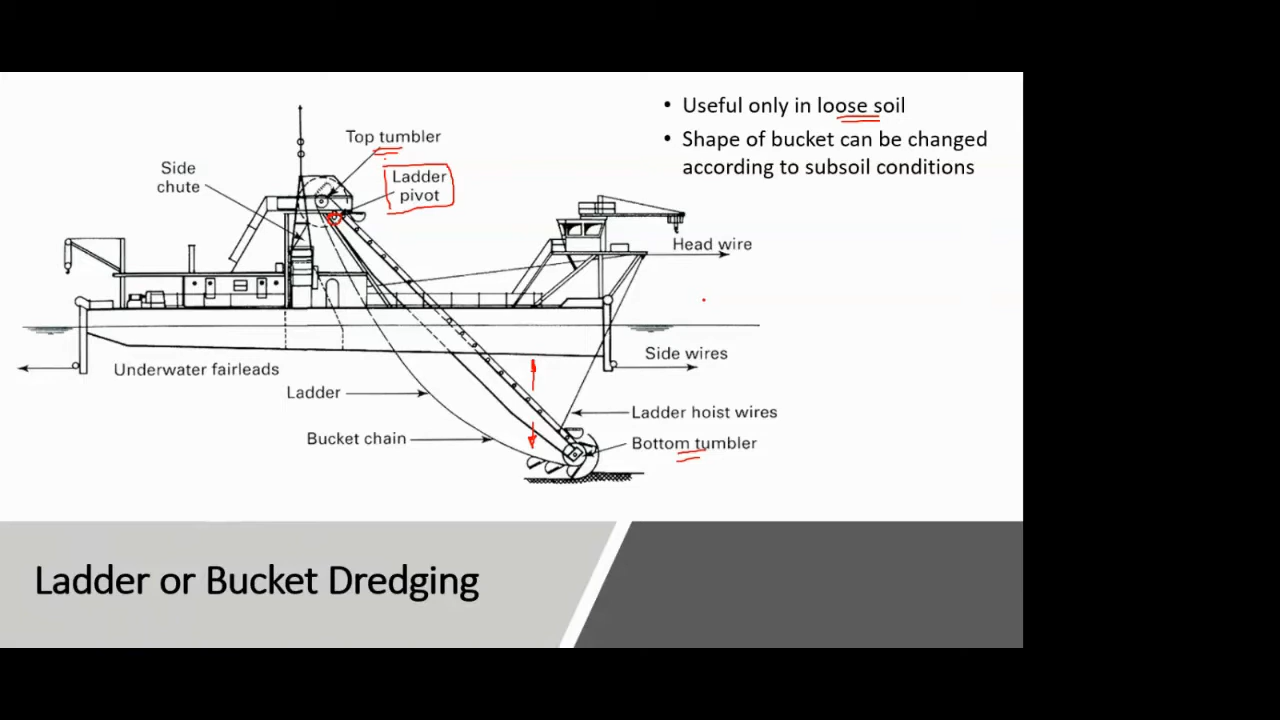 • Useful only in loose soil
• Shape of bucket can be changed
according to subsoil conditions
Top tumbler
Side
chute
Ladder
pivot
Head wire
Side wires
Underwater fairleads
Ladder
Ladder hoist wires
Bucket chain
Bottom tumbler
Ladder or Bucket Dredging